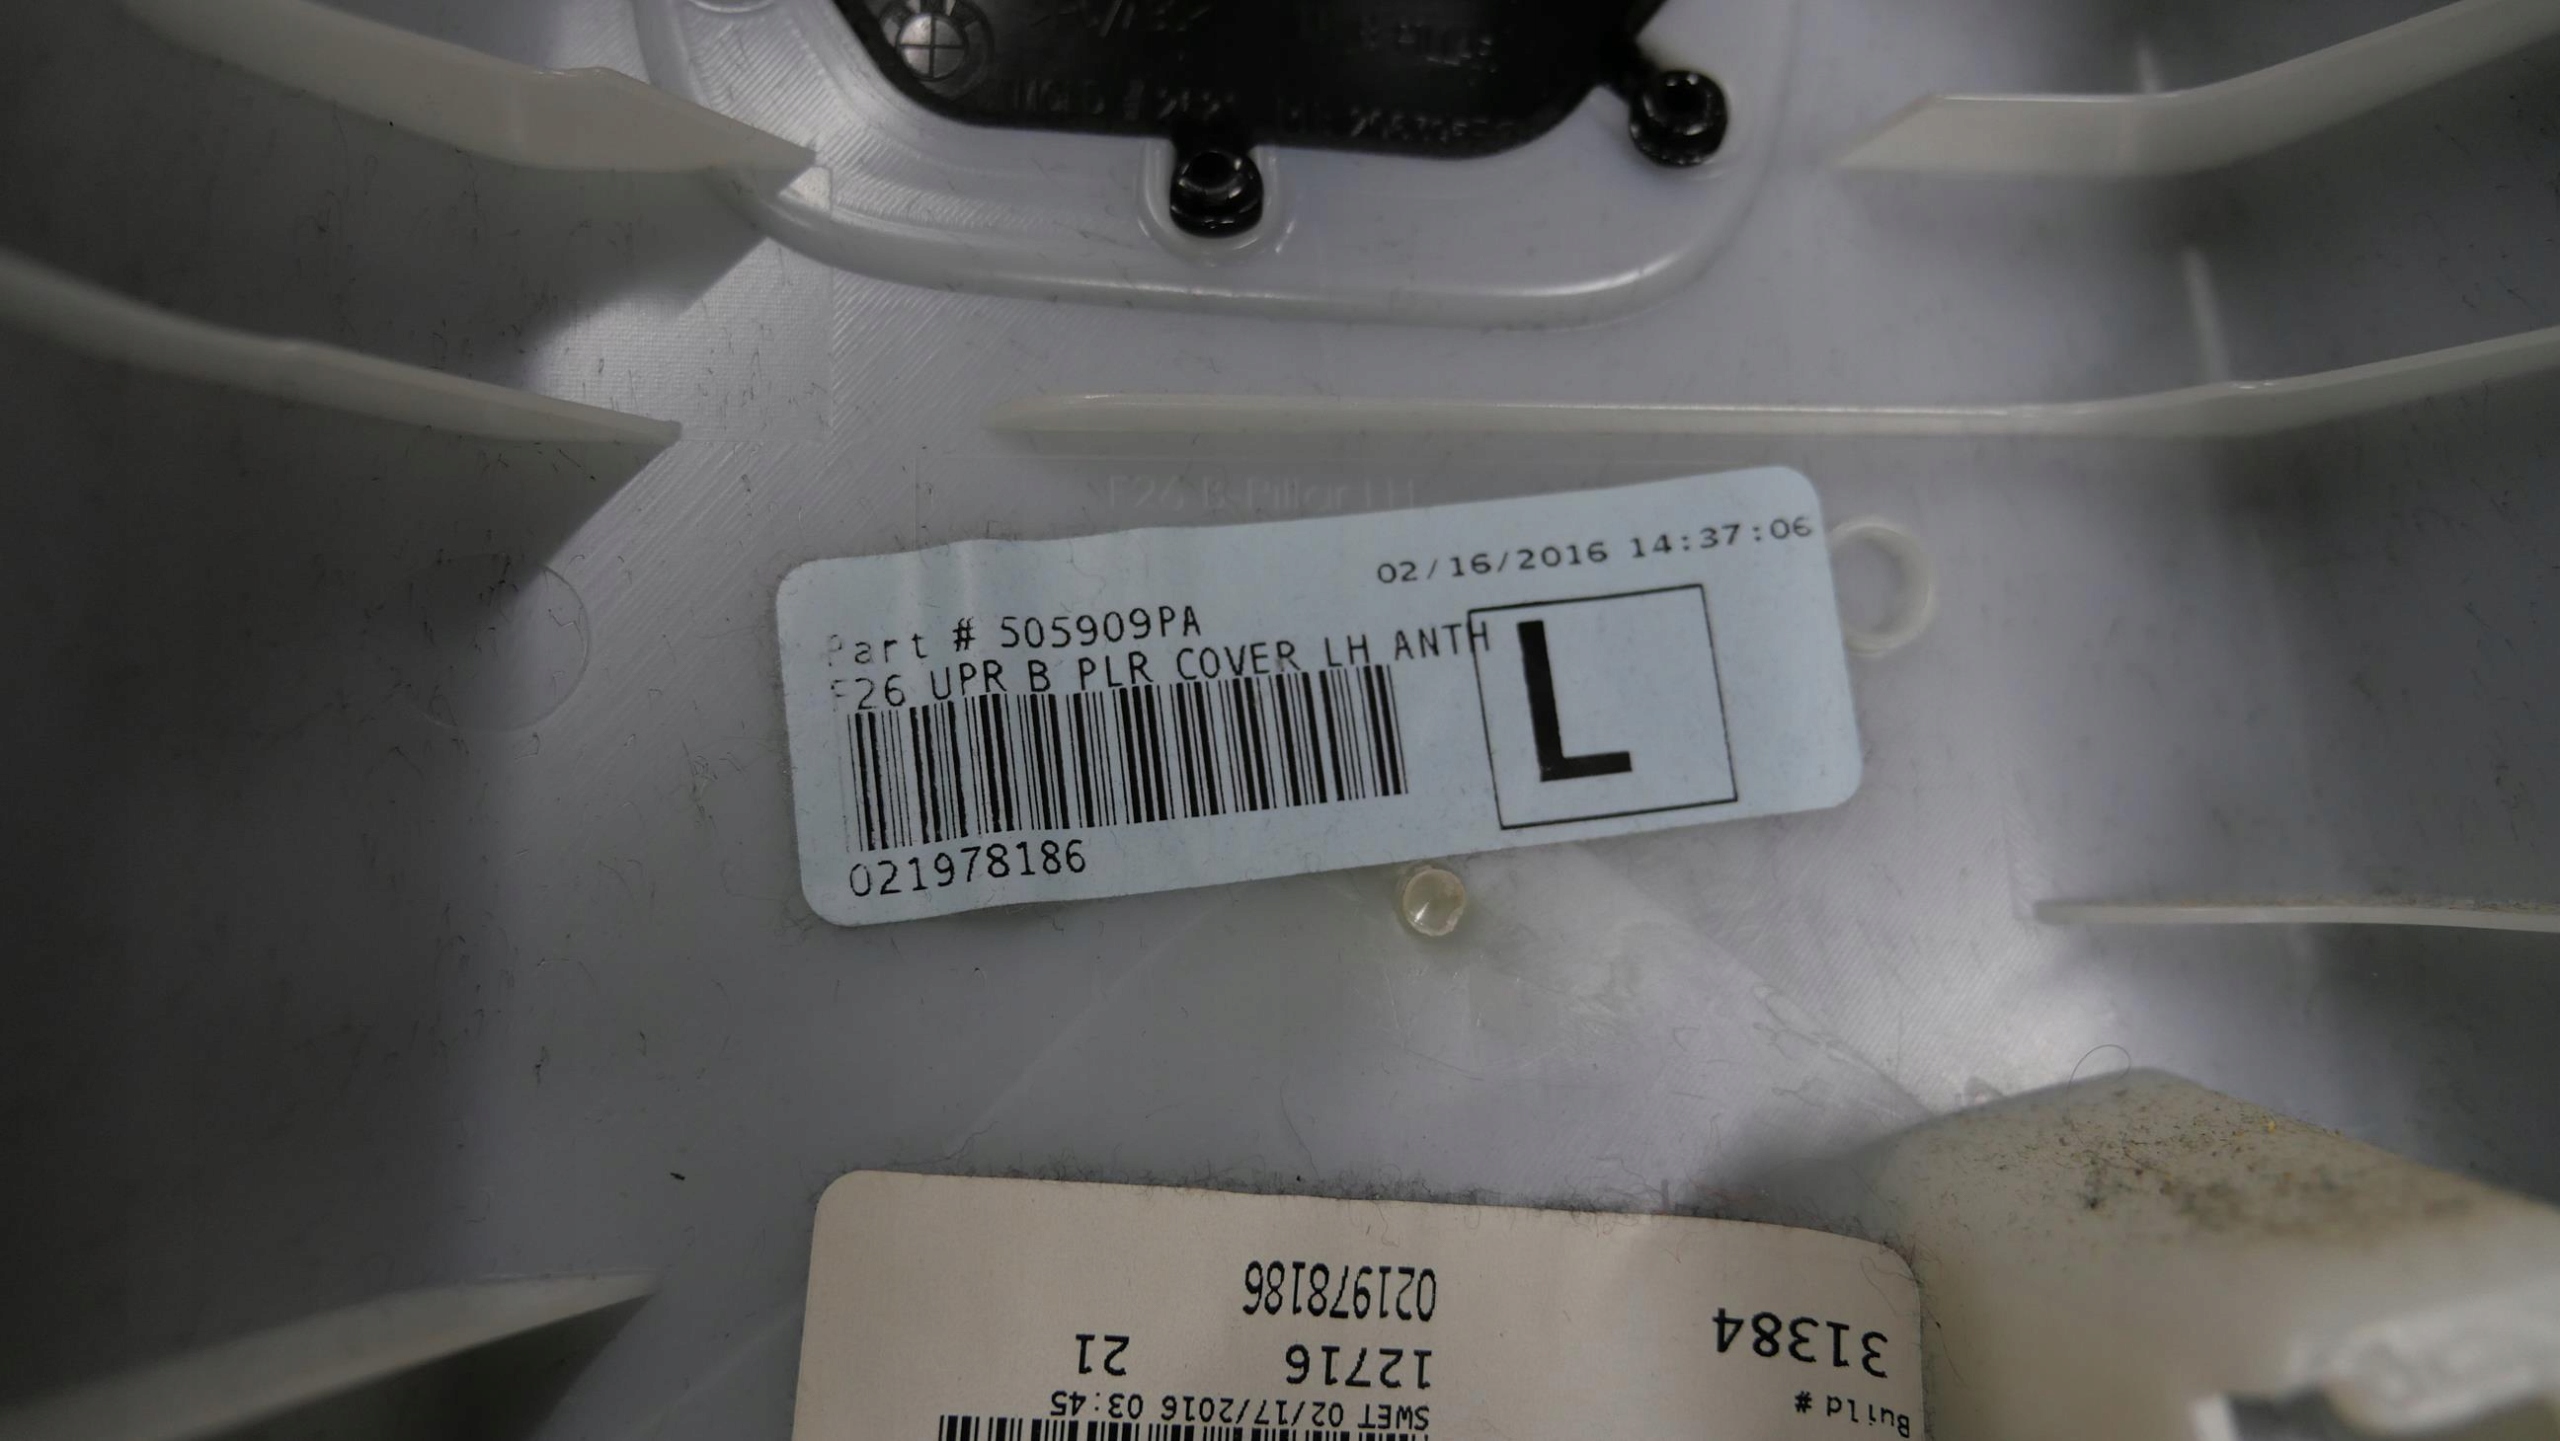 F26 B-Pillar LH
02/16/2016 14:37:06
Part # 505909PA
F26 UPR B PLR COVER LH ANTH
L
021978186
Build #
31384
SWET 02/17/2016 03:45
12716 21
021978186